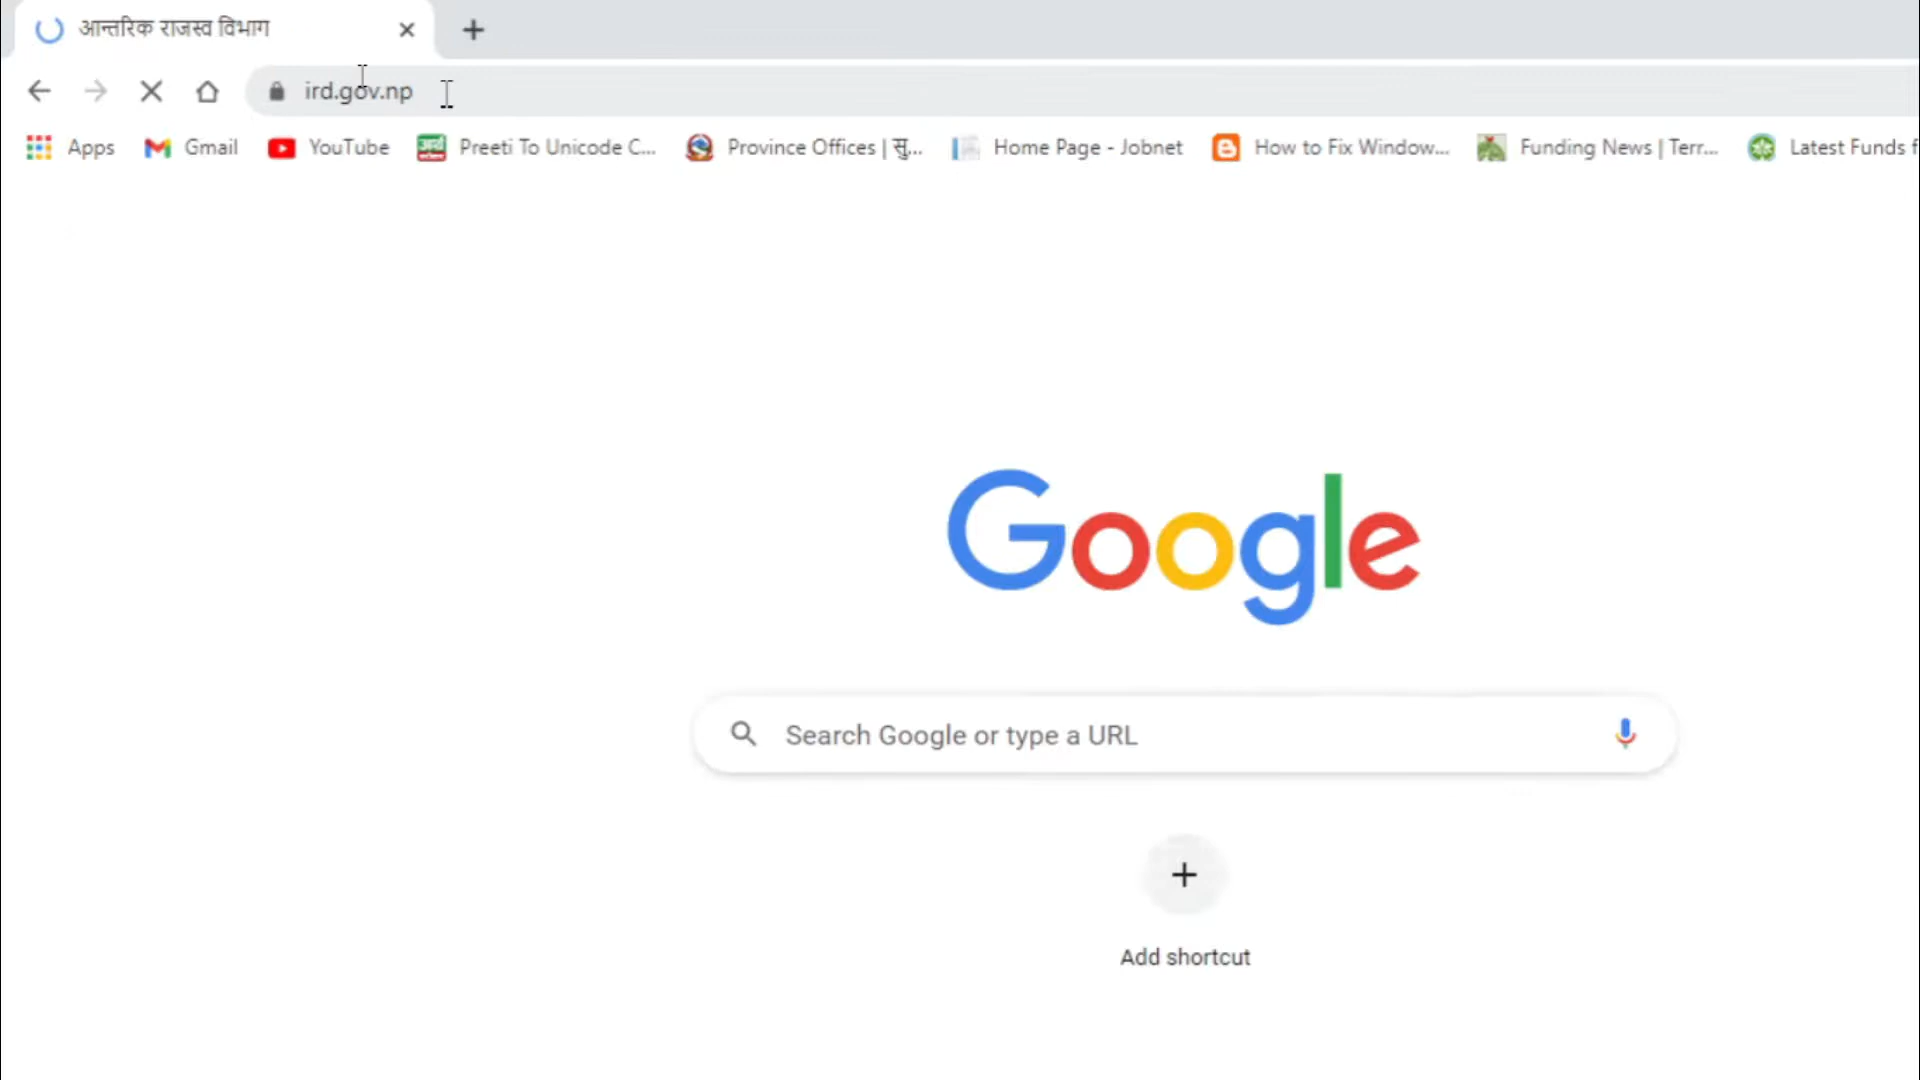 आन्तरिक राजस्व विभाग
ird.gov.np
Apps Gmail YouTube Preeti To Unicode C... Province Offices | सु... Home Page - Jobnet How to Fix Window... Funding News | Terr... Latest Funds f
Google
Search Google or type a URL
Add shortcut